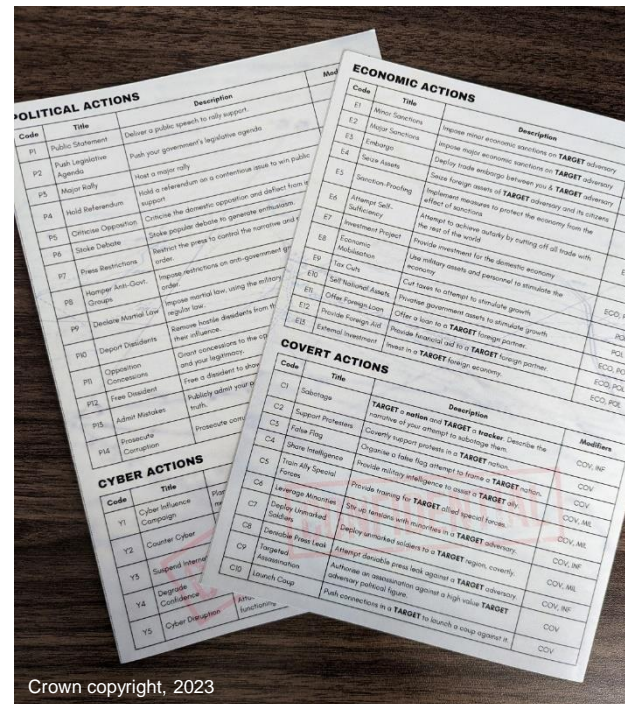 POLITICAL ACTIONS
Code Title Description
P1 Public Statement Deliver a public speech to rally support.
P2 Push Legislative Agenda Push your government's legislative agenda
P3 Major Rally Host a major rally
P4 Hold Referendum Hold a referendum on a contentious issue to win public support.
P5 Criticise Opposition Criticise the domestic opposition and deflect from
P6 Stoke Debate Stoke popular debate to generate enthusiasm.
P7 Press Restrictions Restrict the press to control the narrative and order.
P8 Hamper Anti-Govt. Groups Impose restrictions on anti-government order.
P9 Declare Martial Law Impose martial law, using the military regular law.
P10 Deport Dissidents Remove hostile dissidents from their influence.
P11 Opposition Concessions Grant concessions to the and your legitimacy.
P12 Free Dissident Free a dissident to
P13 Admit Mistakes Publicly admit your truth.
P14 Prosecute Corruption Prosecute
CYBER ACTIONS
Code Title
Y1 Cyber Influence Campaign
Y2 Counter Cyber
Y3 Suspend Internet
Y4 Degrade Confidence
Y5 Cyber Disruption
ECONOMIC ACTIONS
Code Title Description
E1 Minor Sanctions Impose minor economic sanctions on TARGET adversary
E2 Major Sanctions Impose major economic sanctions on TARGET adversary
E3 Embargo Deploy trade embargo between you & TARGET adversary
E4 Seize Assets Seize foreign assets of TARGET adversary and its citizens
E5 Sanction-Proofing Implement measures to protect the economy from the effect of sanctions
E6 Attempt Self-Sufficiency Attempt to achieve autarky by cutting off all trade with the rest of the world
E7 Investment Project Provide investment for the domestic economy
E8 Economic Mobilisation Use military assets and personnel to stimulate the economy
E9 Tax Cuts Cut taxes to attempt to stimulate growth
E10 Sell National Assets Privatise government assets to stimulate growth
E11 Offer Foreign Loan Offer a loan to a TARGET foreign partner.
E12 Provide Foreign Aid Provide financial aid to a TARGET foreign partner. ECO, POL
E13 External Investment Invest in a TARGET foreign economy. ECO, POL
COVERT ACTIONS
Code Title Description Modifiers
C1 Sabotage TARGET a nation and TARGET a tracker. Describe the narrative of your attempt to sabotage them. COV, INF
C2 Support Protesters Covertly support protests in a TARGET nation. COV
C3 False Flag Organise a false flag attempt to frame a TARGET nation. COV
C4 Share Intelligence Provide military intelligence to assist a TARGET ally. COV, MIL
C5 Train Ally Special Forces Provide training for TARGET allied special forces.
C6 Leverage Minorities Stir up tensions with minorities in a TARGET adversary. COV, INF
C7 Deploy Unmarked Soldiers Deploy unmarked soldiers to a TARGET region, covertly. COV, MIL
C8 Deniable Press Leak Attempt deniable press leak against a TARGET adversary. COV, INF
C9 Targeted Assassination Authorise an assassination against a high value TARGET adversary political figure. COV
C10 Launch Coup Push connections in a TARGET to launch a coup against it. COV
Crown copyright, 2023